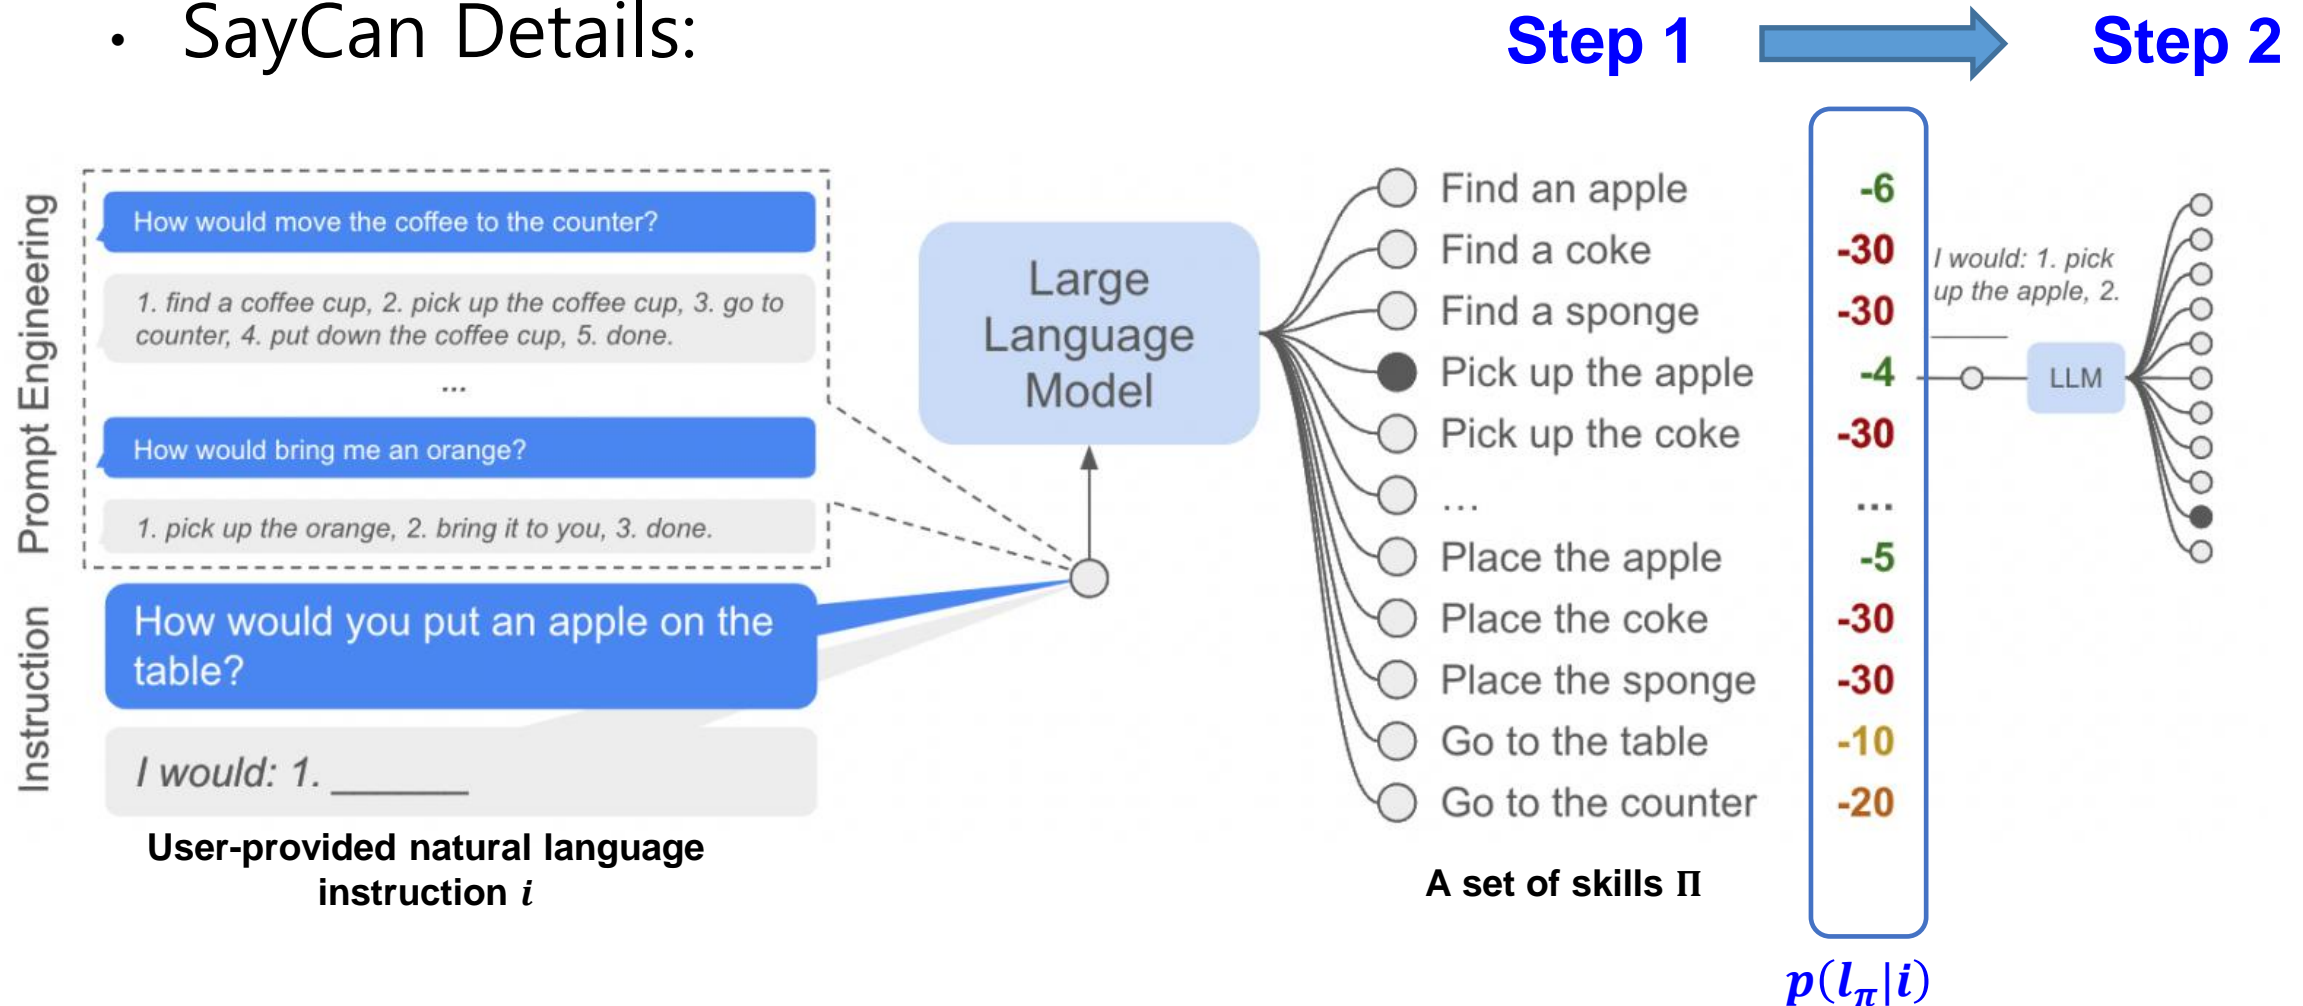 • SayCan Details:
Step 1
Step 2
Prompt Engineering
How would move the coffee to the counter?
1. find a coffee cup, 2. pick up the coffee cup, 3. go to
counter, 4. put down the coffee cup, 5. done.
...
How would bring me an orange?
1. pick up the orange, 2. bring it to you, 3. done.
Instruction
How would you put an apple on the
table?
I would: 1. ______
User-provided natural language
instruction i
Large
Language
Model
Find an apple
Find a coke
Find a sponge
Pick up the apple
Pick up the coke
...
Place the apple
Place the coke
Place the sponge
Go to the table
Go to the counter
A set of skills Π
-6
-30
-30
-4
-30
...
-5
-30
-30
-10
-20
p(l_π|i)
I would: 1. pick
up the apple, 2.
______
LLM